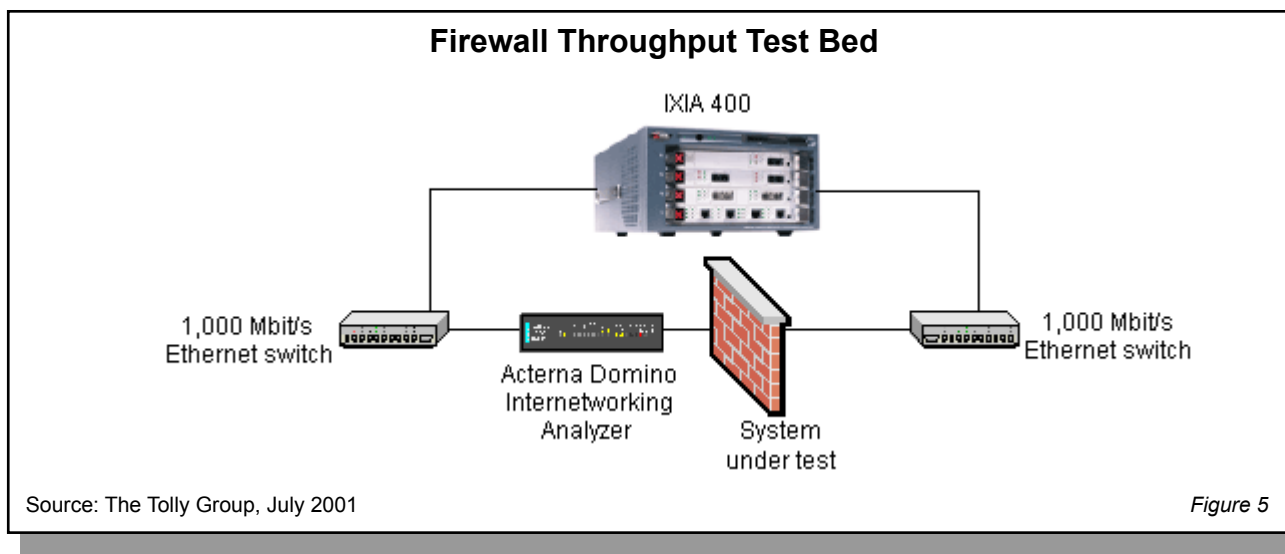 Firewall Throughput Test Bed
IXIA 400
1,000 Mbit/s
Ethernet switch
Acterna Domino
Internetworking
Analyzer
System
under test
1,000 Mbit/s
Ethernet switch
Source: The Tolly Group, July 2001
Figure 5